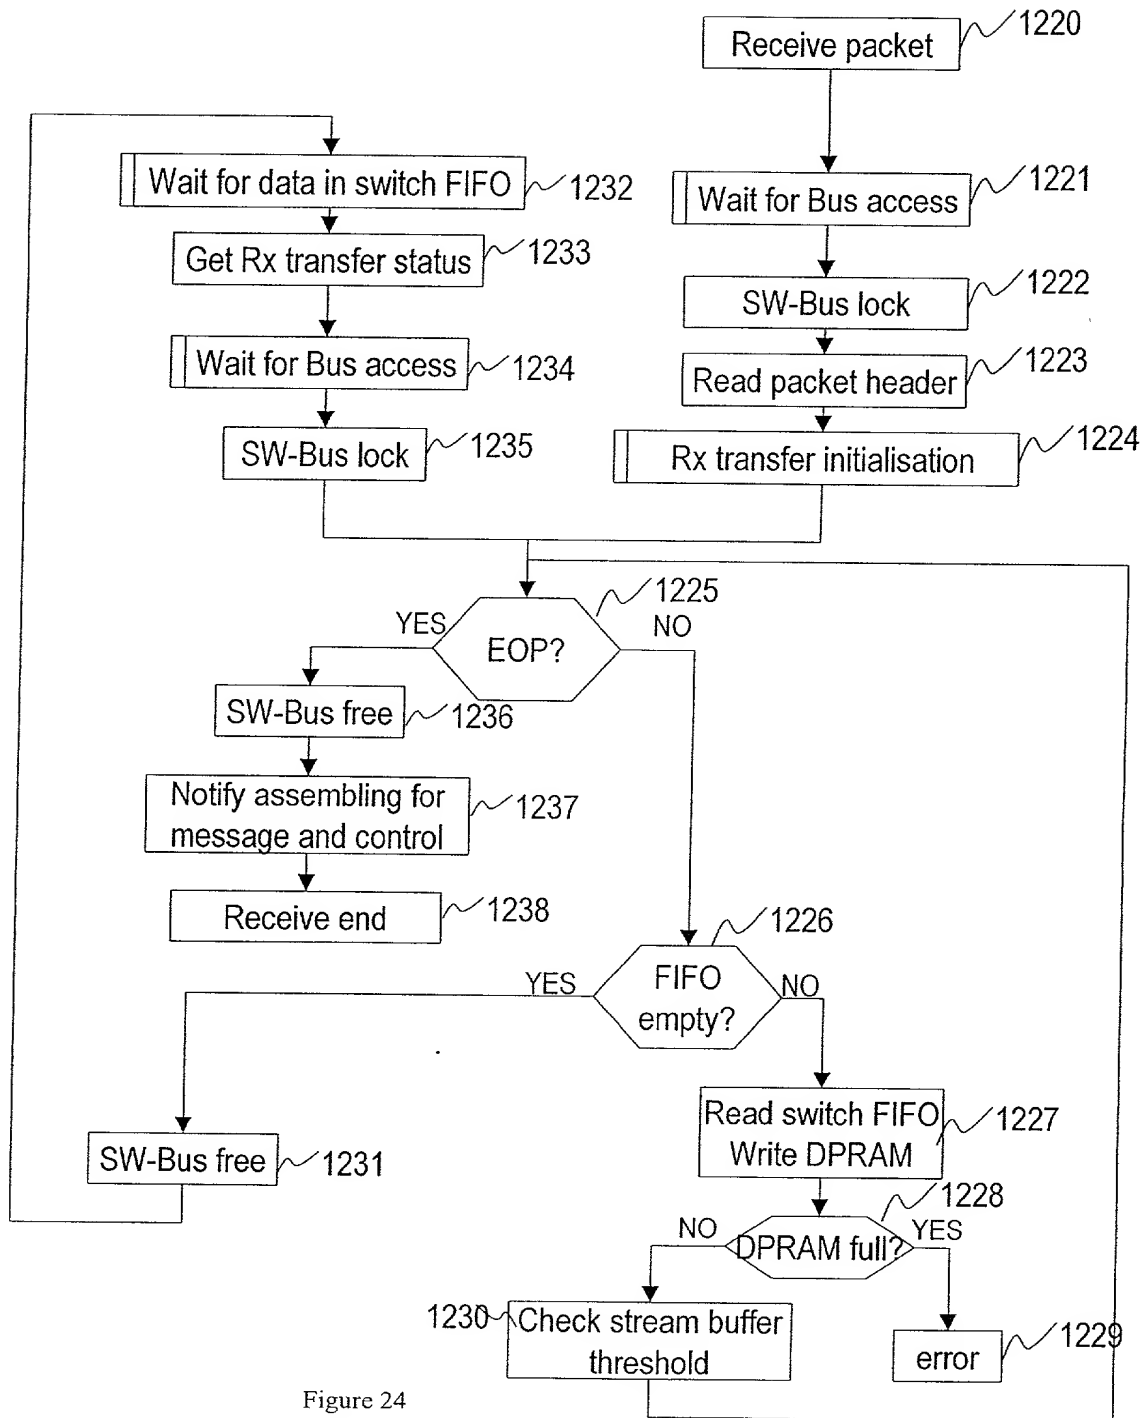 Receive packet
1220
Wait for data in switch FIFO
1232
Wait for Bus access
1221
Get Rx transfer status
1233
SW-Bus lock
1222
Wait for Bus access
1234
Read packet header
1223
SW-Bus lock
1235
Rx transfer initialisation
1224
EOP?
1225
YES
NO
SW-Bus free
1236
Notify assembling for
message and control
1237
Receive end
1238
FIFO
empty?
1226
YES
NO
Read switch FIFO
Write DPRAM
1227
SW-Bus free
1231
DPRAM full?
1228
NO
YES
1230
Check stream buffer
threshold
error
1229
Figure 24